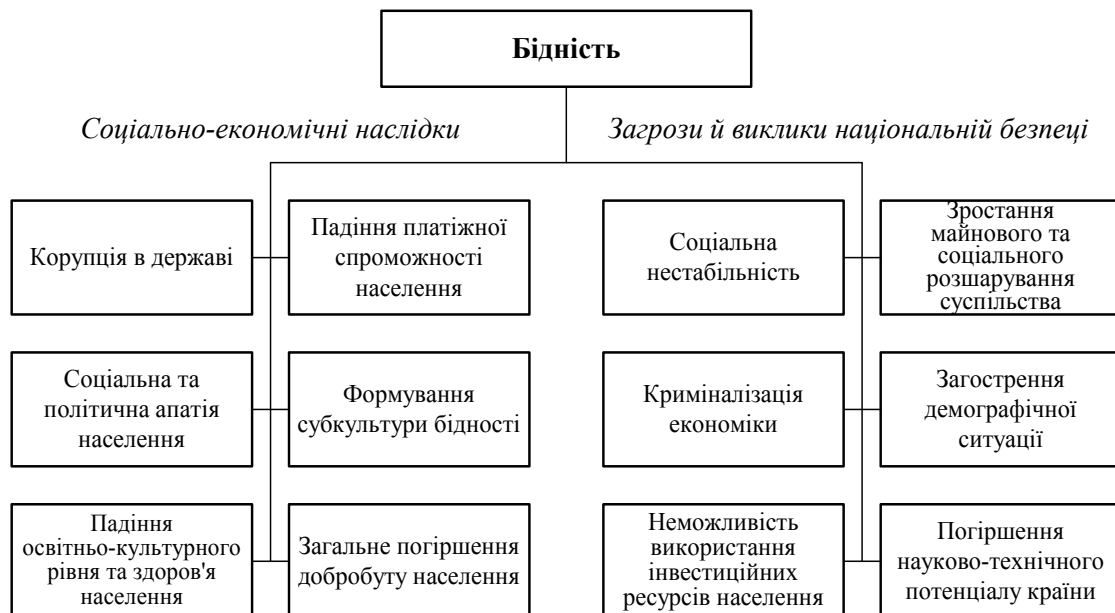 Бідність
Соціально-економічні наслідки
Загрози й виклики національній безпеці
Корупція в державі
Падіння платіжної
спроможності
населення
Соціальна
нестабільність
Зростання
майнового та
соціального
розшарування
суспільства
Соціальна та
політична апатія
населення
Формування
субкультури бідності
Криміналізація
економіки
Загострення
демографічної
ситуації
Падіння
освітньо-культурного
рівня та здоров'я
населення
Загальне погіршення
добробуту населення
Неможливість
використання
інвестиційних
ресурсів населення
Погіршення
науково-технічного
потенціалу країни